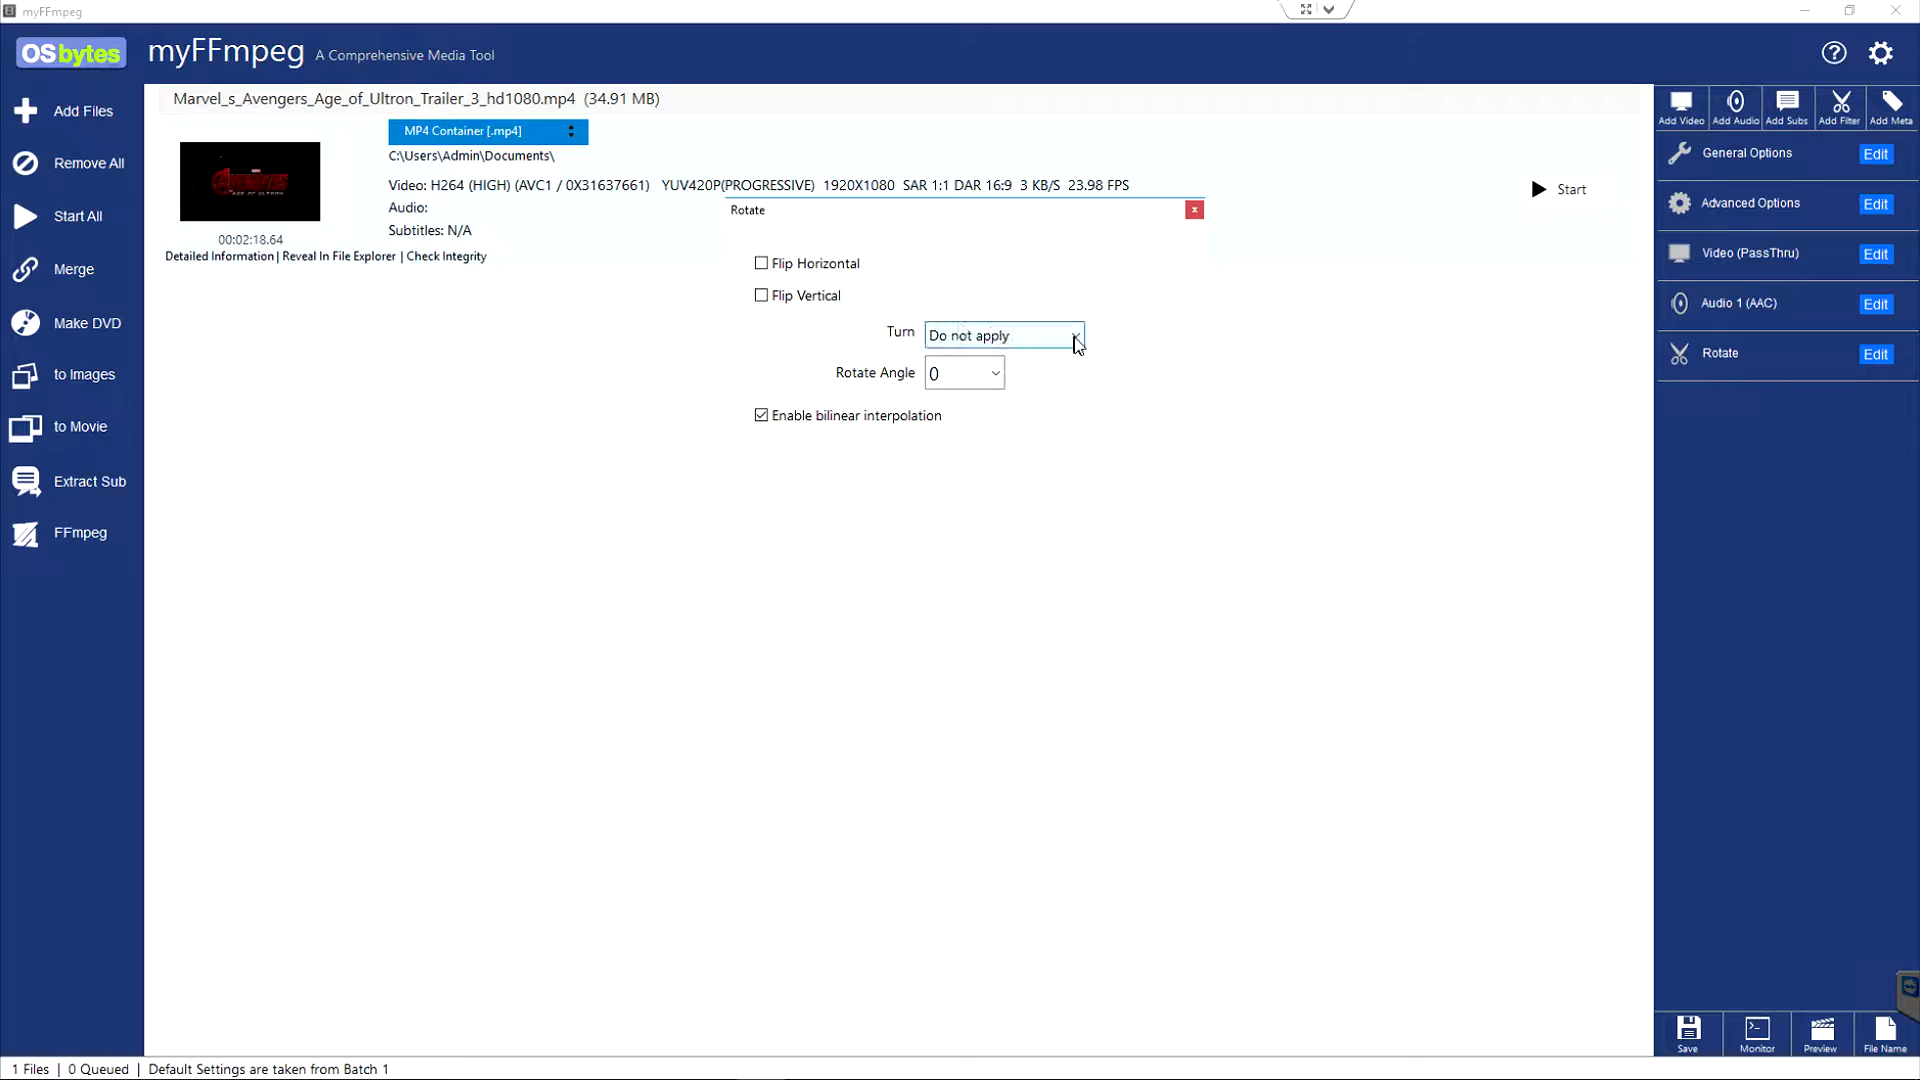 myFFmpeg
OSbytes
myFFmpeg A Comprehensive Media Tool
Add Files
Remove All
Start All
Merge
Make DVD
to Images
to Movie
Extract Sub
FFmpeg
Marvel_s_Avengers_Age_of_Ultron_Trailer_3_hd1080.mp4 (34.91 MB)
MP4 Container [.mp4]
C:\Users\Admin\Documents\
Video: H264 (HIGH) (AVC1 / 0X31637661) YUV420P(PROGRESSIVE) 1920X1080 SAR 1:1 DAR 16:9 3 KB/S 23.98 FPS
Audio:
Subtitles: N/A
00:02:18.64
Detailed Information | Reveal In File Explorer | Check Integrity
Start
Rotate
x
Flip Horizontal
Flip Vertical
Turn Do not apply
Rotate Angle 0
Enable bilinear interpolation
Add Video Add Audio Add Subs Add Filter Add Meta
General Options Edit
Advanced Options Edit
Video (PassThru) Edit
Audio 1 (AAC) Edit
Rotate Edit
Save Monitor Preview File Name
1 Files | 0 Queued | Default Settings are taken from Batch 1